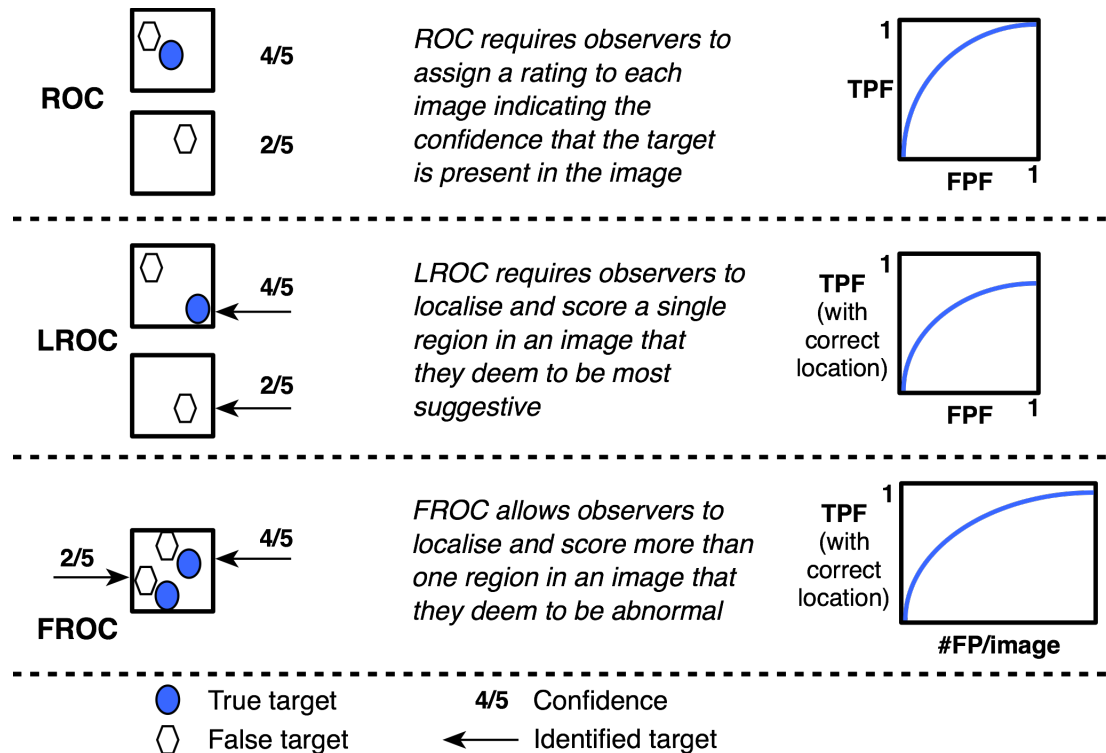 ROC
4/5
2/5
ROC requires observers to
assign a rating to each
image indicating the
confidence that the target
is present in the image
1
TPF
FPF
1
LROC
4/5
2/5
LROC requires observers to
localise and score a single
region in an image that
they deem to be most
suggestive
1
TPF
(with
correct
location)
FPF
1
FROC
2/5
4/5
FROC allows observers to
localise and score more than
one region in an image that
they deem to be abnormal
1
TPF
(with
correct
location)
#FP/image
True target
4/5 Confidence
False target
Identified target